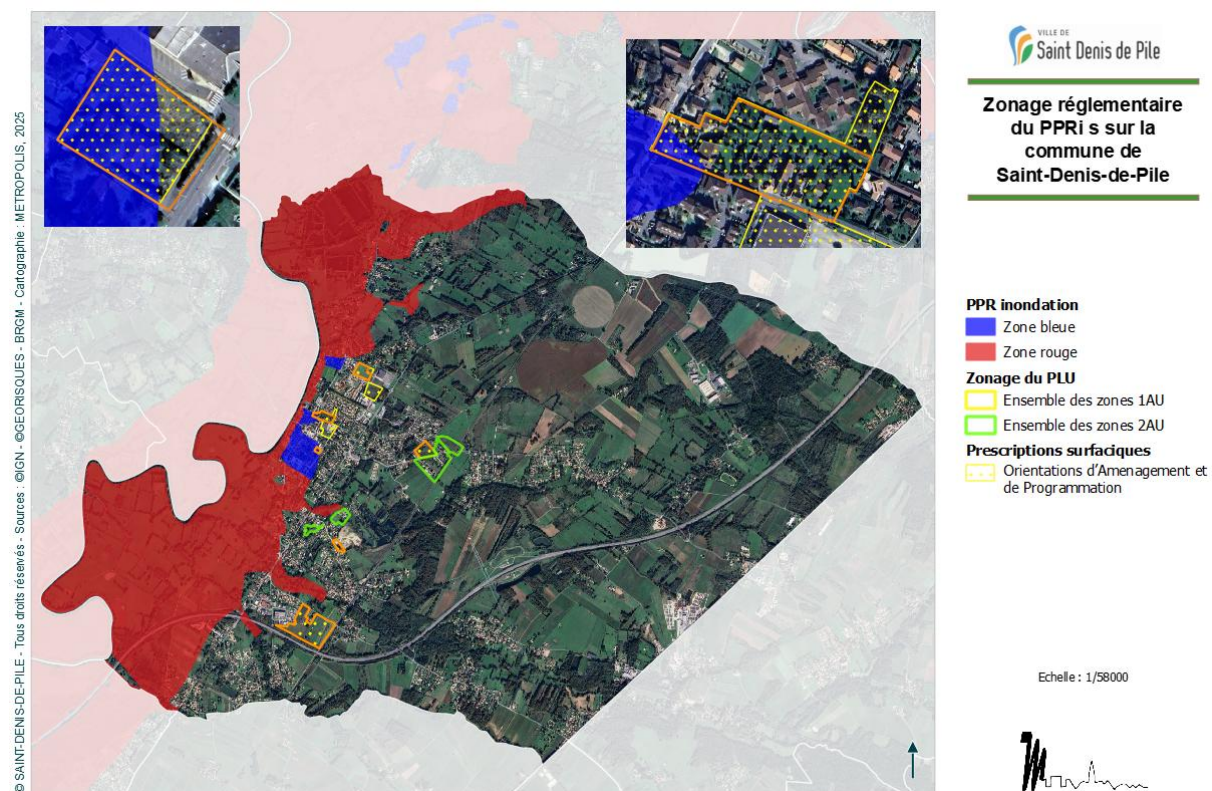 VILLE DE
Saint Denis de Pile
Zonage réglementaire
du PPRi s sur la
commune de
Saint-Denis-de-Pile
PPR inondation
Zone bleue
Zone rouge
Zonage du PLU
Ensemble des zones 1AU
Ensemble des zones 2AU
Prescriptions surfaciques
Orientations d'Amenagement et
de Programmation
Echelle : 1/58000
© SAINT-DENIS-DE-PILE - Tous droits réservés - Sources : ©IGN - ©GEORISQUES - BRGM - Cartographie : METROPOLIS, 2025